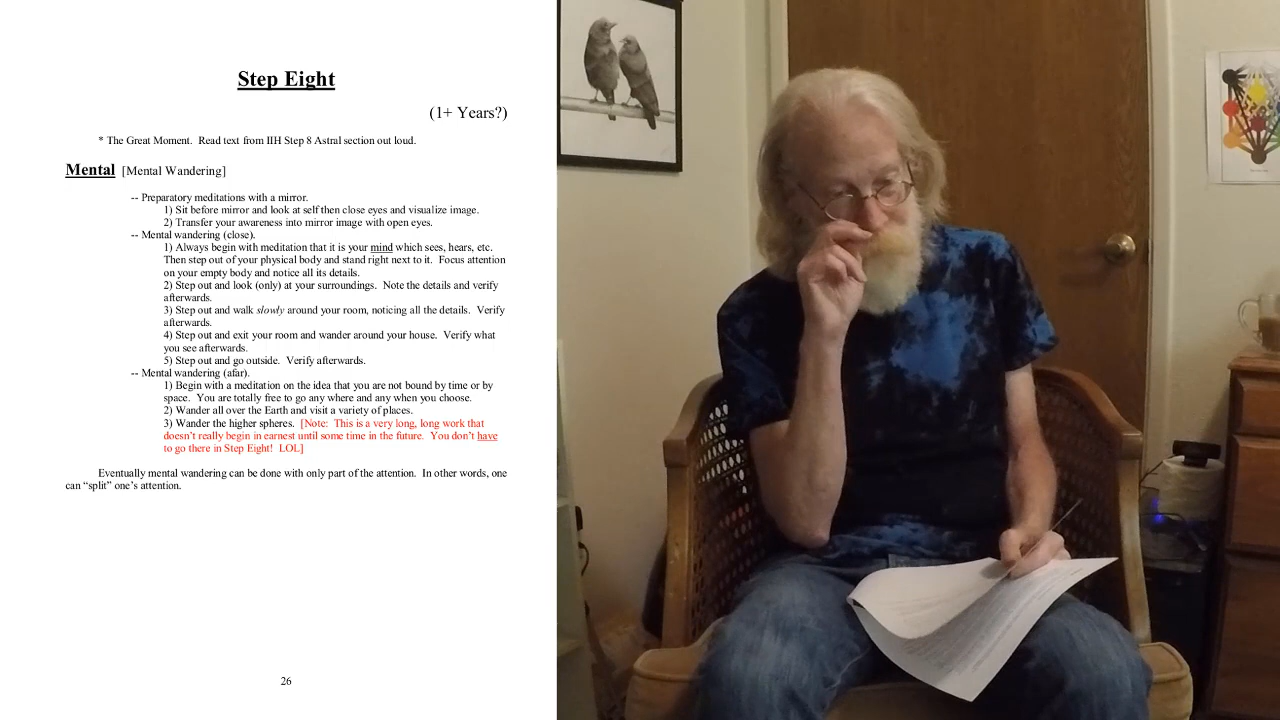 Step Eight
(1+ Years?)
* The Great Moment. Read text from IIH Step 8 Astral section out loud.
Mental [Mental Wandering]
-- Preparatory meditations with a mirror.
1) Sit before mirror and look at self then close eyes and visualize image.
2) Transfer your awareness into mirror image with open eyes.
-- Mental wandering (close).
1) Always begin with meditation that it is your mind which sees, hears, etc.
Then step out of your physical body and stand right next to it. Focus attention
on your empty body and notice all its details.
2) Step out and look (only) at your surroundings. Note the details and verify
afterwards.
3) Step out and walk slowly around your room, noticing all the details. Verify
afterwards.
4) Step out and exit your room and wander around your house. Verify what
you see afterwards.
5) Step out and go outside. Verify afterwards.
-- Mental wandering (afar).
1) Begin with a meditation on the idea that you are not bound by time or by
space. You are totally free to go any where and any when you choose.
2) Wander all over the Earth and visit a variety of places.
3) Wander the higher spheres. [Note: This is a very long, long work that
doesn't really begin in earnest until some time in the future. You don't have
to go there in Step Eight! LOL]
Eventually mental wandering can be done with only part of the attention. In other words, one
can “split” one’s attention.
26